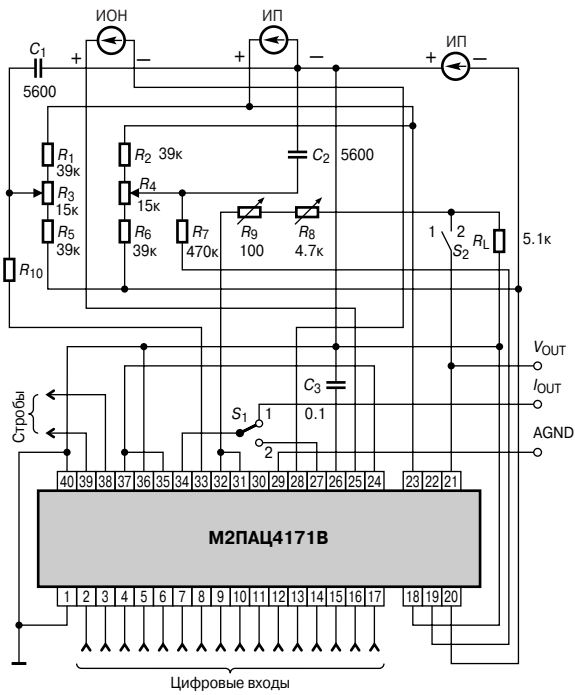 ИОН ИП
C1 + – + – + ИП –
5600
R1 39к
R2 39к
C2 5600
R3 15к
R4 15к
R5 39к
R6 39к
R7 470к
R9 100
R8 4.7к
1 2 S2
RL 5.1к
R10
VOUT
C3 0.1
IOUT
Стробы
S1 1
2
AGND
40 39 38 37 36 35 34 33 32 31 30 29 28 27 26 25 24 23 22 21
М2ПАЦ4171В
1 2 3 4 5 6 7 8 9 10 11 12 13 14 15 16 17 18 19 20
Цифровые входы